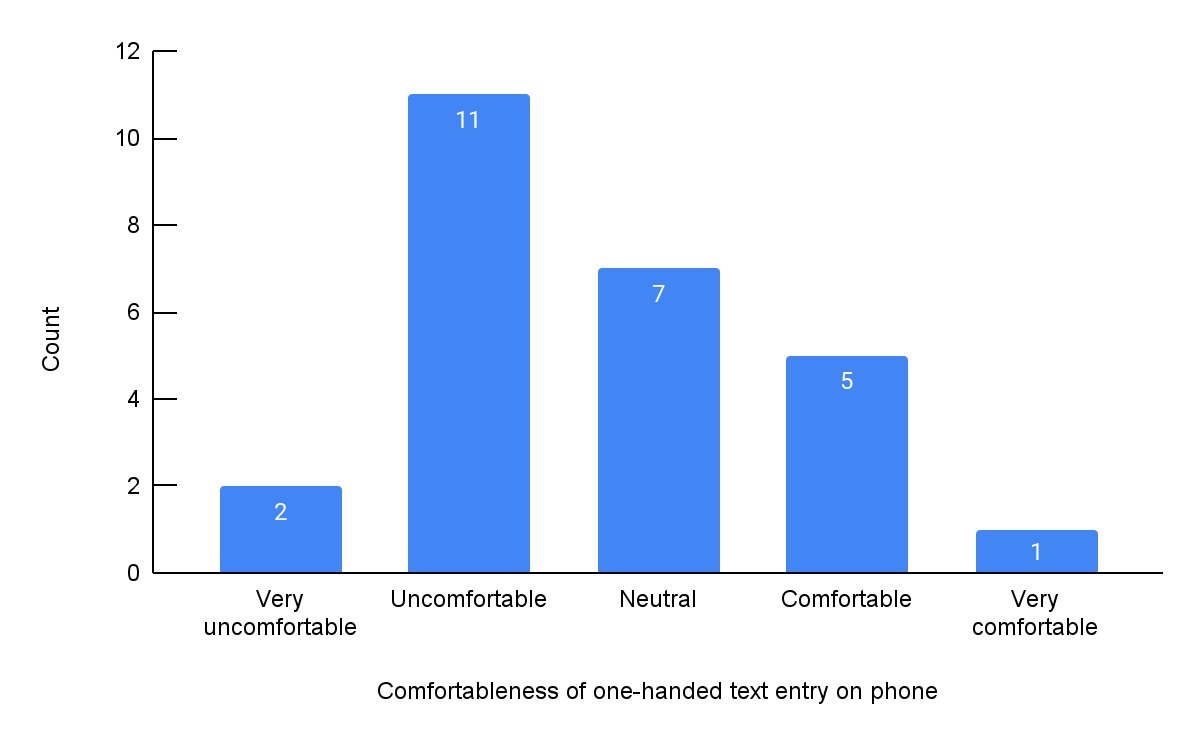 12
10
8
6
4
2
0
Count
2
11
7
5
1
Very
uncomfortable
Uncomfortable
Neutral
Comfortable
Very
comfortable
Comfortableness of one-handed text entry on phone